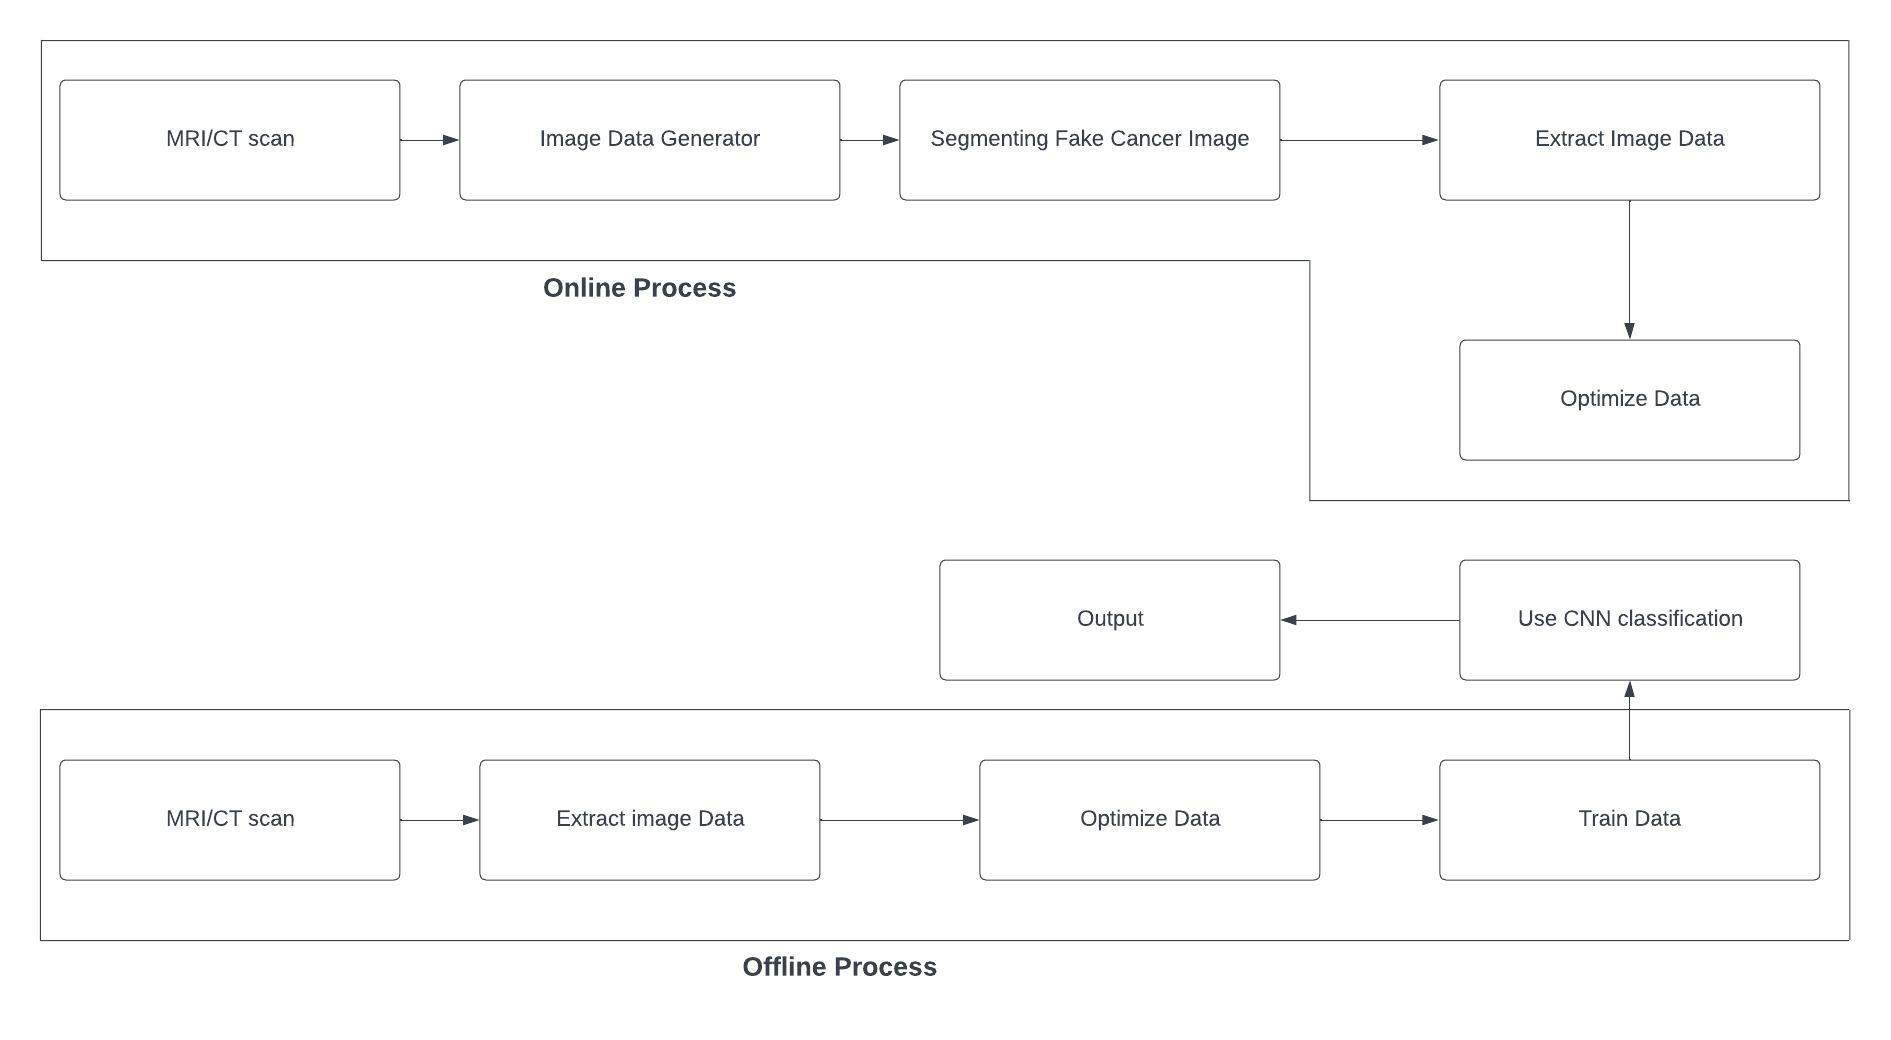 MRI/CT scan
Image Data Generator
Segmenting Fake Cancer Image
Extract Image Data
Online Process
Optimize Data
Output
Use CNN classification
MRI/CT scan
Extract image Data
Optimize Data
Train Data
Offline Process